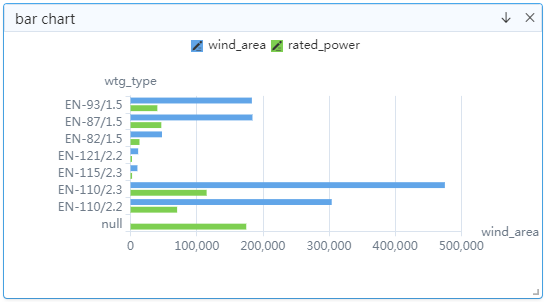 bar chart
wind_area rated_power
wtg_type
EN-93/1.5
EN-87/1.5
EN-82/1.5
EN-121/2.2
EN-115/2.3
EN-110/2.3
EN-110/2.2
null
0 100,000 200,000 300,000 400,000 500,000
wind_area